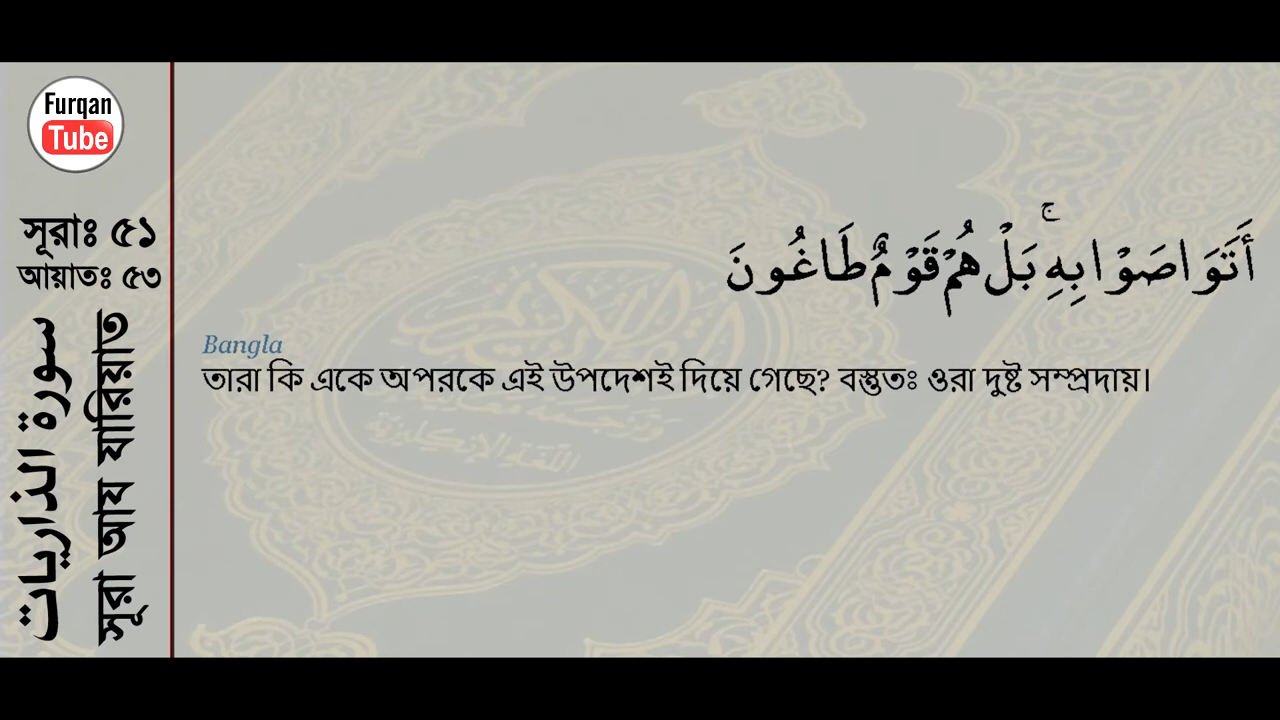 Furqan
Tube
সূরাঃ ৫১
আয়াতঃ ৫৩
سورة الذاريات
সূরা আয যারিয়াত
أَتَوَاصَوْا بِهِ ۚ بَلْ هُمْ قَوْمٌ طَاغُونَ
Bangla
তারা কি একে অপরকে এই উপদেশই দিয়ে গেছে? বস্তুতঃ ওরা দুষ্ট সম্প্রদায়।